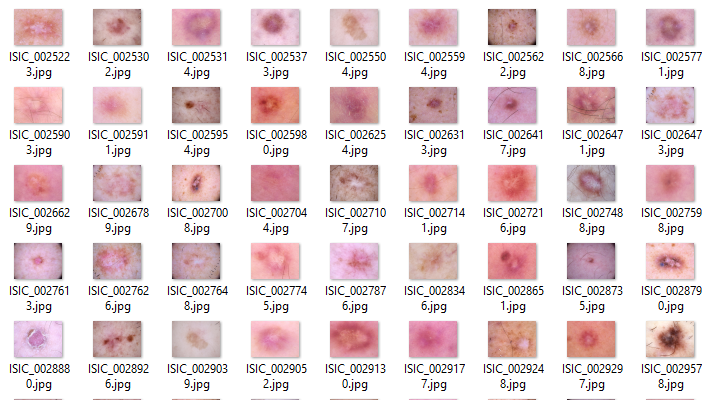 ISIC_002522 ISIC_002530 ISIC_002531 ISIC_002537 ISIC_002550 ISIC_002559 ISIC_002562 ISIC_002566 ISIC_002577
3.jpg 2.jpg 4.jpg 3.jpg 4.jpg 4.jpg 2.jpg 8.jpg 1.jpg
ISIC_002590 ISIC_002591 ISIC_002595 ISIC_002598 ISIC_002625 ISIC_002631 ISIC_002641 ISIC_002647 ISIC_002647
3.jpg 1.jpg 4.jpg 0.jpg 4.jpg 3.jpg 7.jpg 1.jpg 3.jpg
ISIC_002662 ISIC_002678 ISIC_002700 ISIC_002704 ISIC_002710 ISIC_002714 ISIC_002721 ISIC_002748 ISIC_002759
9.jpg 9.jpg 8.jpg 4.jpg 7.jpg 1.jpg 6.jpg 8.jpg 8.jpg
ISIC_002761 ISIC_002762 ISIC_002764 ISIC_002774 ISIC_002787 ISIC_002834 ISIC_002865 ISIC_002873 ISIC_002879
3.jpg 6.jpg 8.jpg 5.jpg 6.jpg 6.jpg 1.jpg 5.jpg 0.jpg
ISIC_002888 ISIC_002892 ISIC_002903 ISIC_002905 ISIC_002913 ISIC_002917 ISIC_002924 ISIC_002929 ISIC_002957
0.jpg 6.jpg 9.jpg 2.jpg 0.jpg 7.jpg 8.jpg 7.jpg 8.jpg